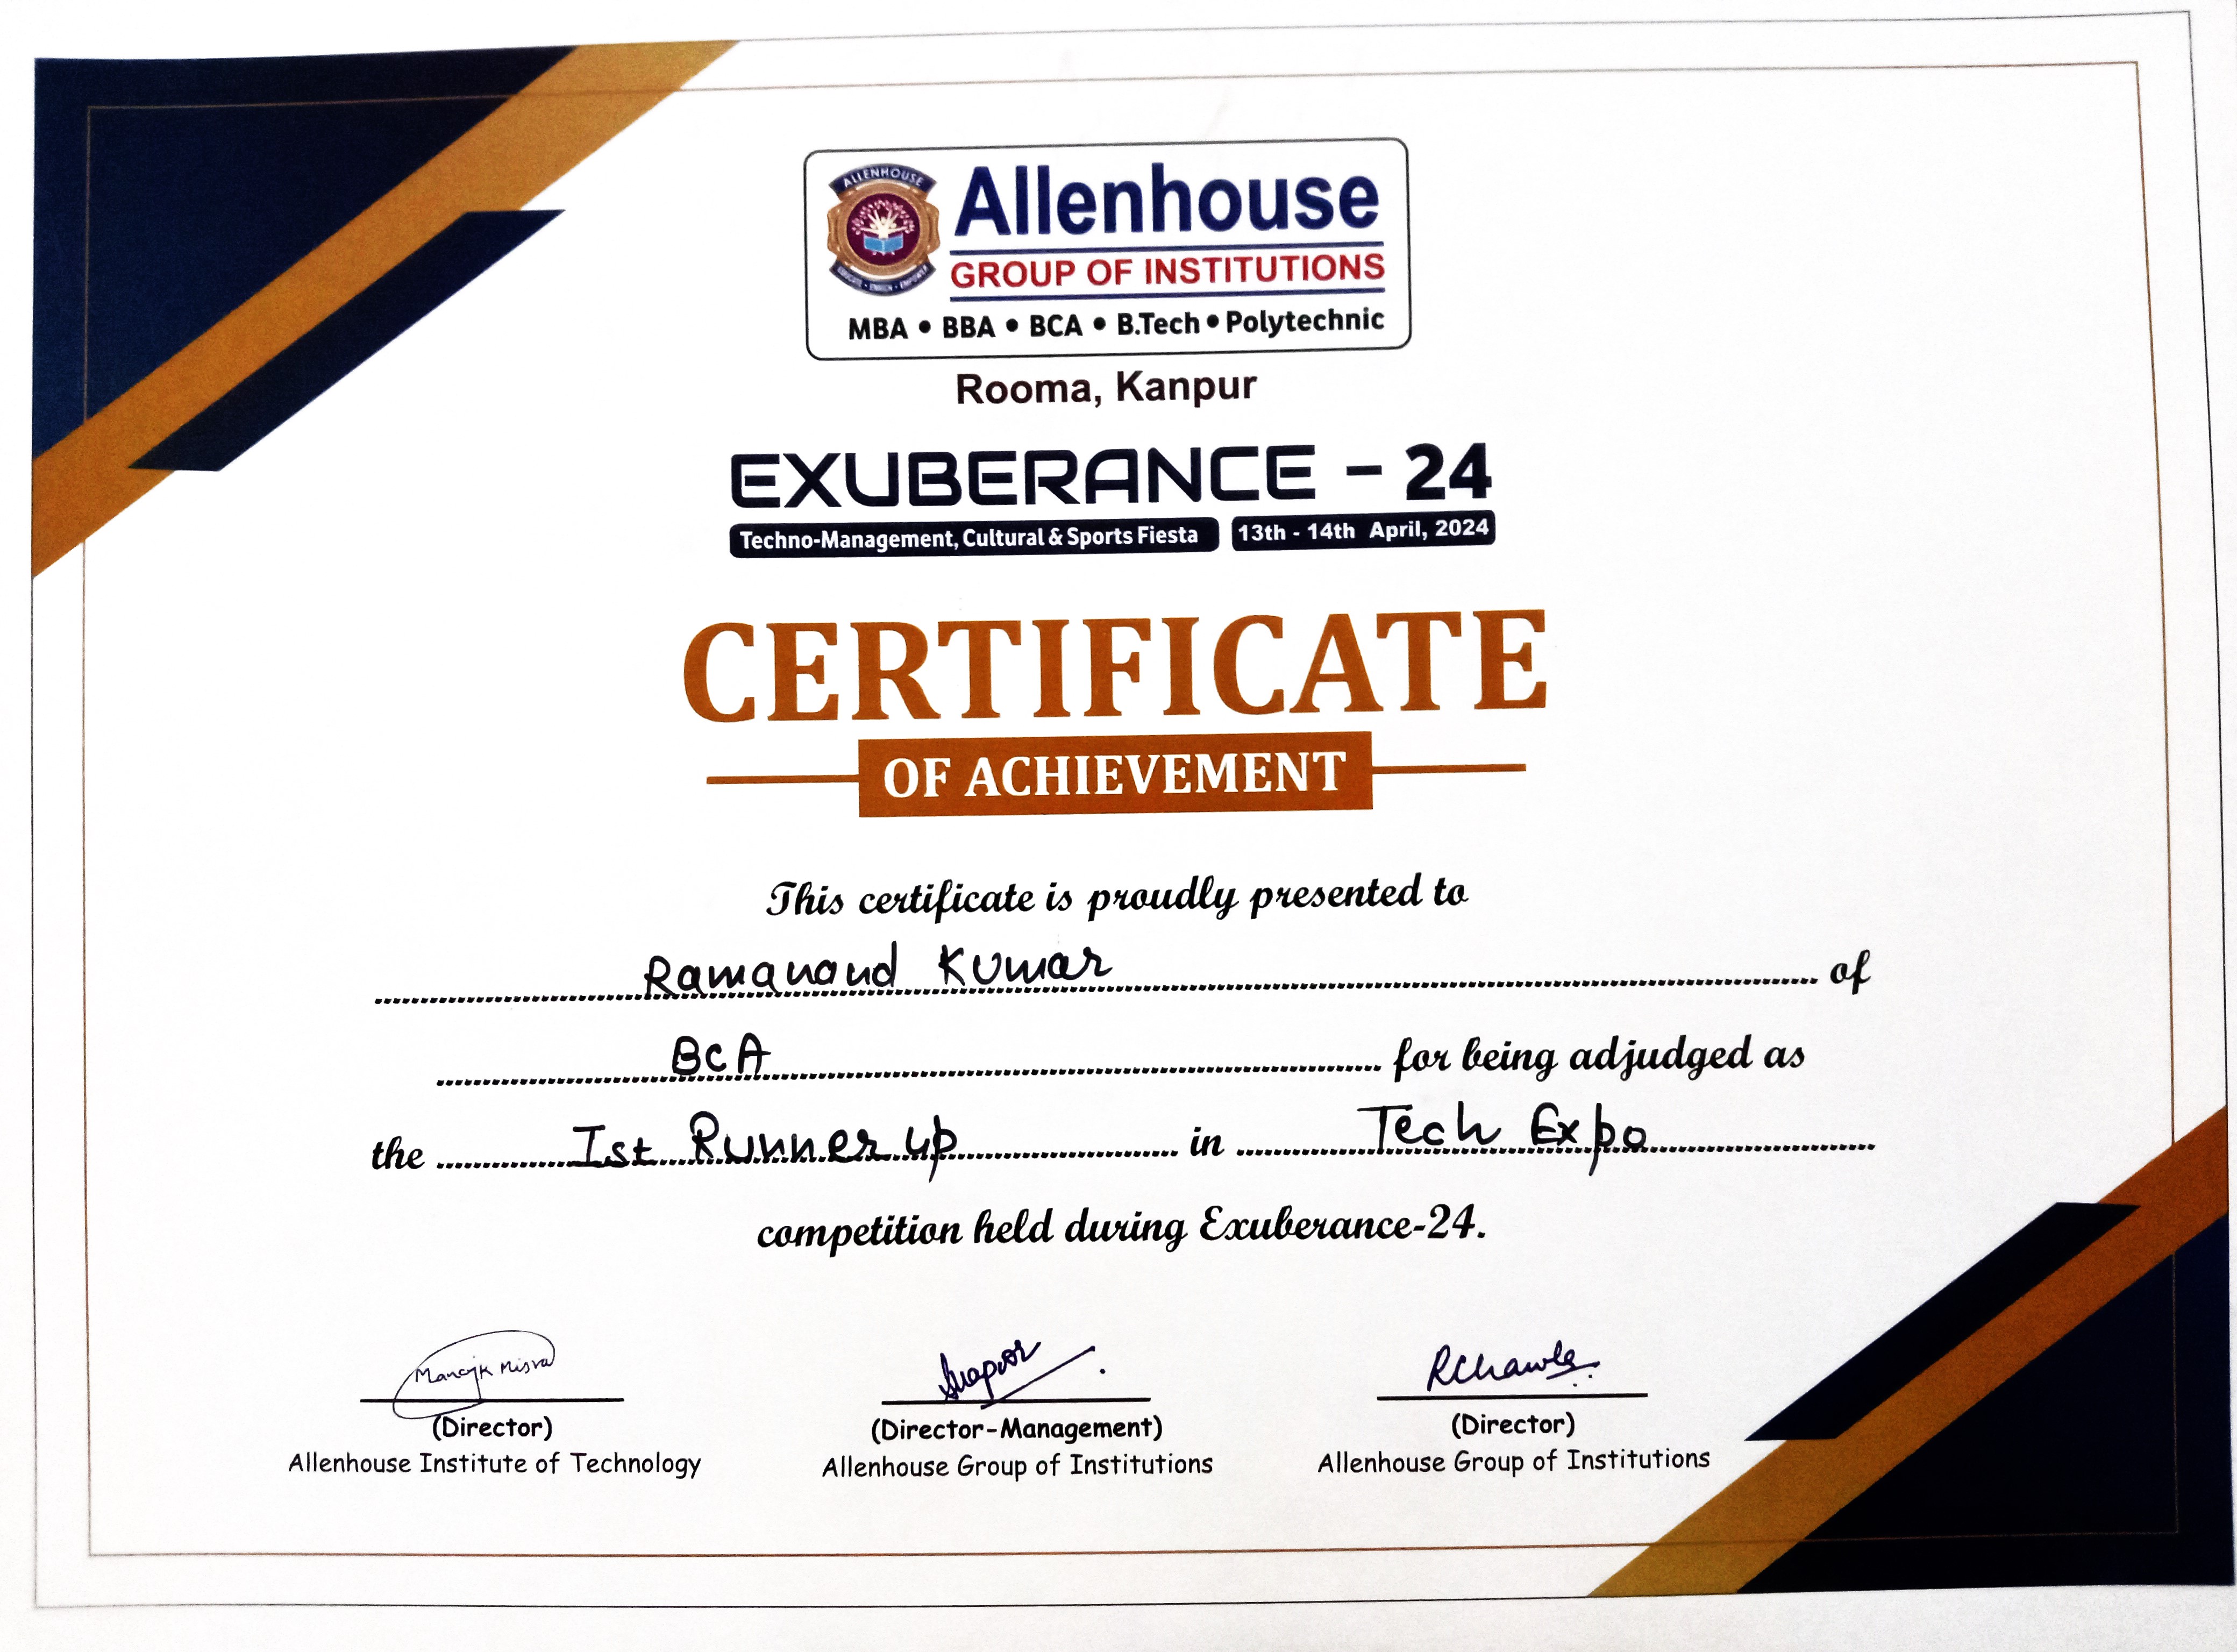 ALLENHOUSE
Allenhouse
GROUP OF INSTITUTIONS
MBA • BBA • BCA • B.Tech • Polytechnic
Rooma, Kanpur
EXUBERANCE - 24
Techno-Management, Cultural & Sports Fiesta 13th - 14th April, 2024
CERTIFICATE
OF ACHIEVEMENT
This certificate is proudly presented to
Ramanand Kumar of
BCA for being adjudged as
the Ist Runner up in Tech Expo
competition held during Exuberance-24.
Manojk Misra
RChawla
(Director) (Director-Management) (Director)
Allenhouse Institute of Technology Allenhouse Group of Institutions Allenhouse Group of Institutions